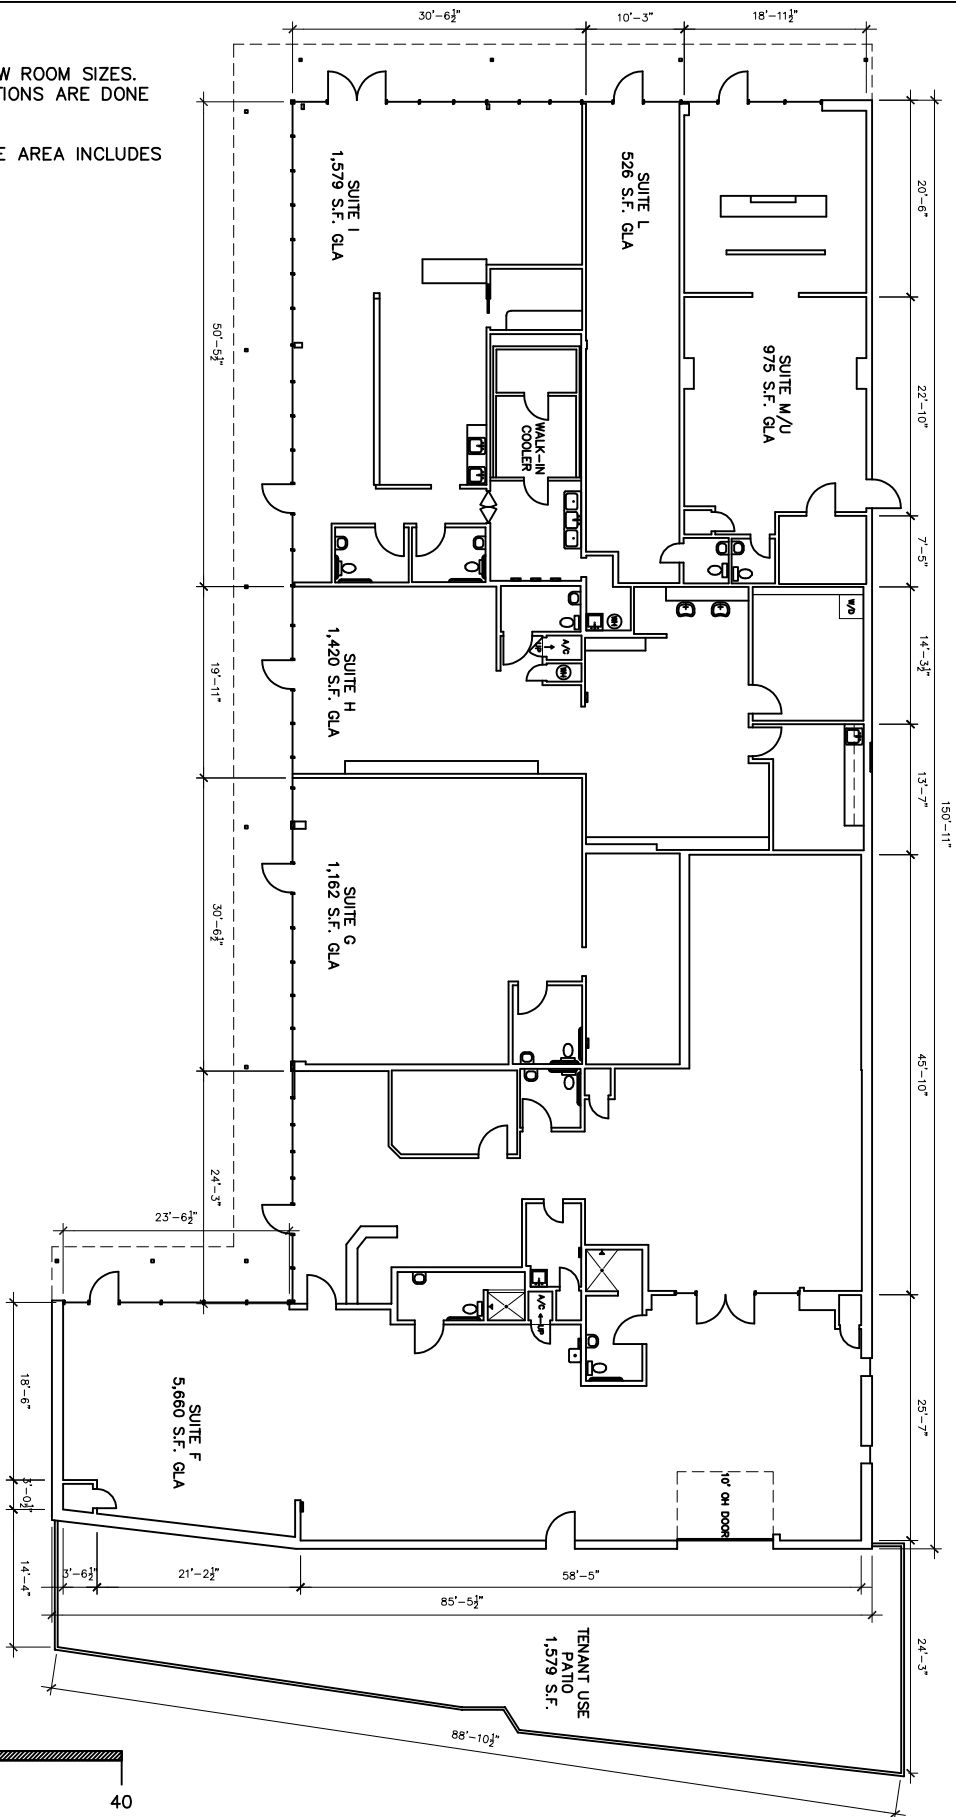 30'-6½"
10'-3"
18'-11½"
W ROOM SIZES.
TIONS ARE DONE
E AREA INCLUDES
SUITE I
1,579 S.F. GLA
SUITE L
526 S.F. GLA
SUITE M/U
975 S.F. GLA
20'-6"
22'-10"
7'-5"
14'-3½"
13'-7"
150'-11"
45'-10"
25'-7"
24'-3"
50'-5½"
19'-11"
30'-6½"
24'-3"
WALK-IN
COOLER
W/D
WH
A/C
UP
WH
SUITE H
1,420 S.F. GLA
SUITE G
1,162 S.F. GLA
23'-6½"
A/C
UP
SUITE F
5,660 S.F. GLA
10' OH DOOR
18'-6"
3'-0½"
14'-4"
3'-6½"
21'-2½"
58'-5"
85'-5½"
TENANT USE
PATIO
1,579 S.F.
88'-10½"
40